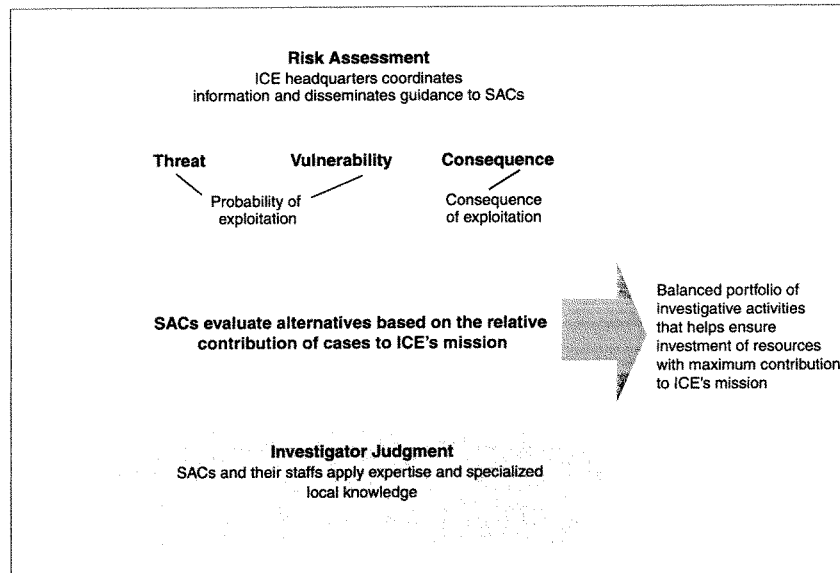 Risk Assessment
ICE headquarters coordinates
information and disseminates guidance to SACs
Threat Vulnerability Consequence
Probability of
exploitation
Consequence
of exploitation
SACs evaluate alternatives based on the relative
contribution of cases to ICE's mission
Balanced portfolio of
investigative activities
that helps ensure
investment of resources
with maximum contribution
to ICE's mission
Investigator Judgment
SACs and their staffs apply expertise and specialized
local knowledge